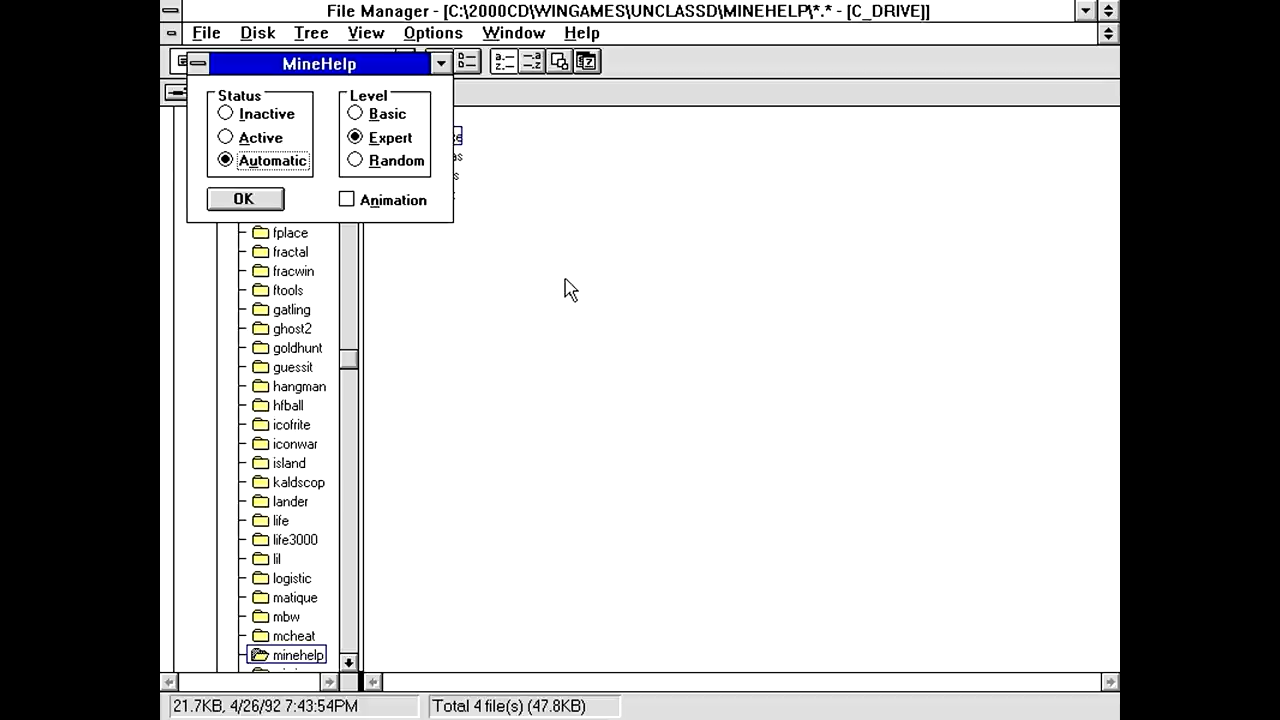 File Manager - [C:\2000CD\WINGAMES\UNCLASSD\MINEHELP\*.* - [C_DRIVE]]
File Disk Tree View Options Window Help
MineHelp
Status Level
Inactive Basic
Active Expert
Automatic Random
OK Animation
fplace
fractal
fracwin
ftools
gatling
ghost2
goldhunt
guessit
hangman
hfball
icofrite
iconwar
island
kaldscop
lander
life
life3000
lil
logistic
matique
mbw
mcheat
minehelp
21.7KB, 4/26/92 7:43:54PM Total 4 file(s) (47.8KB)